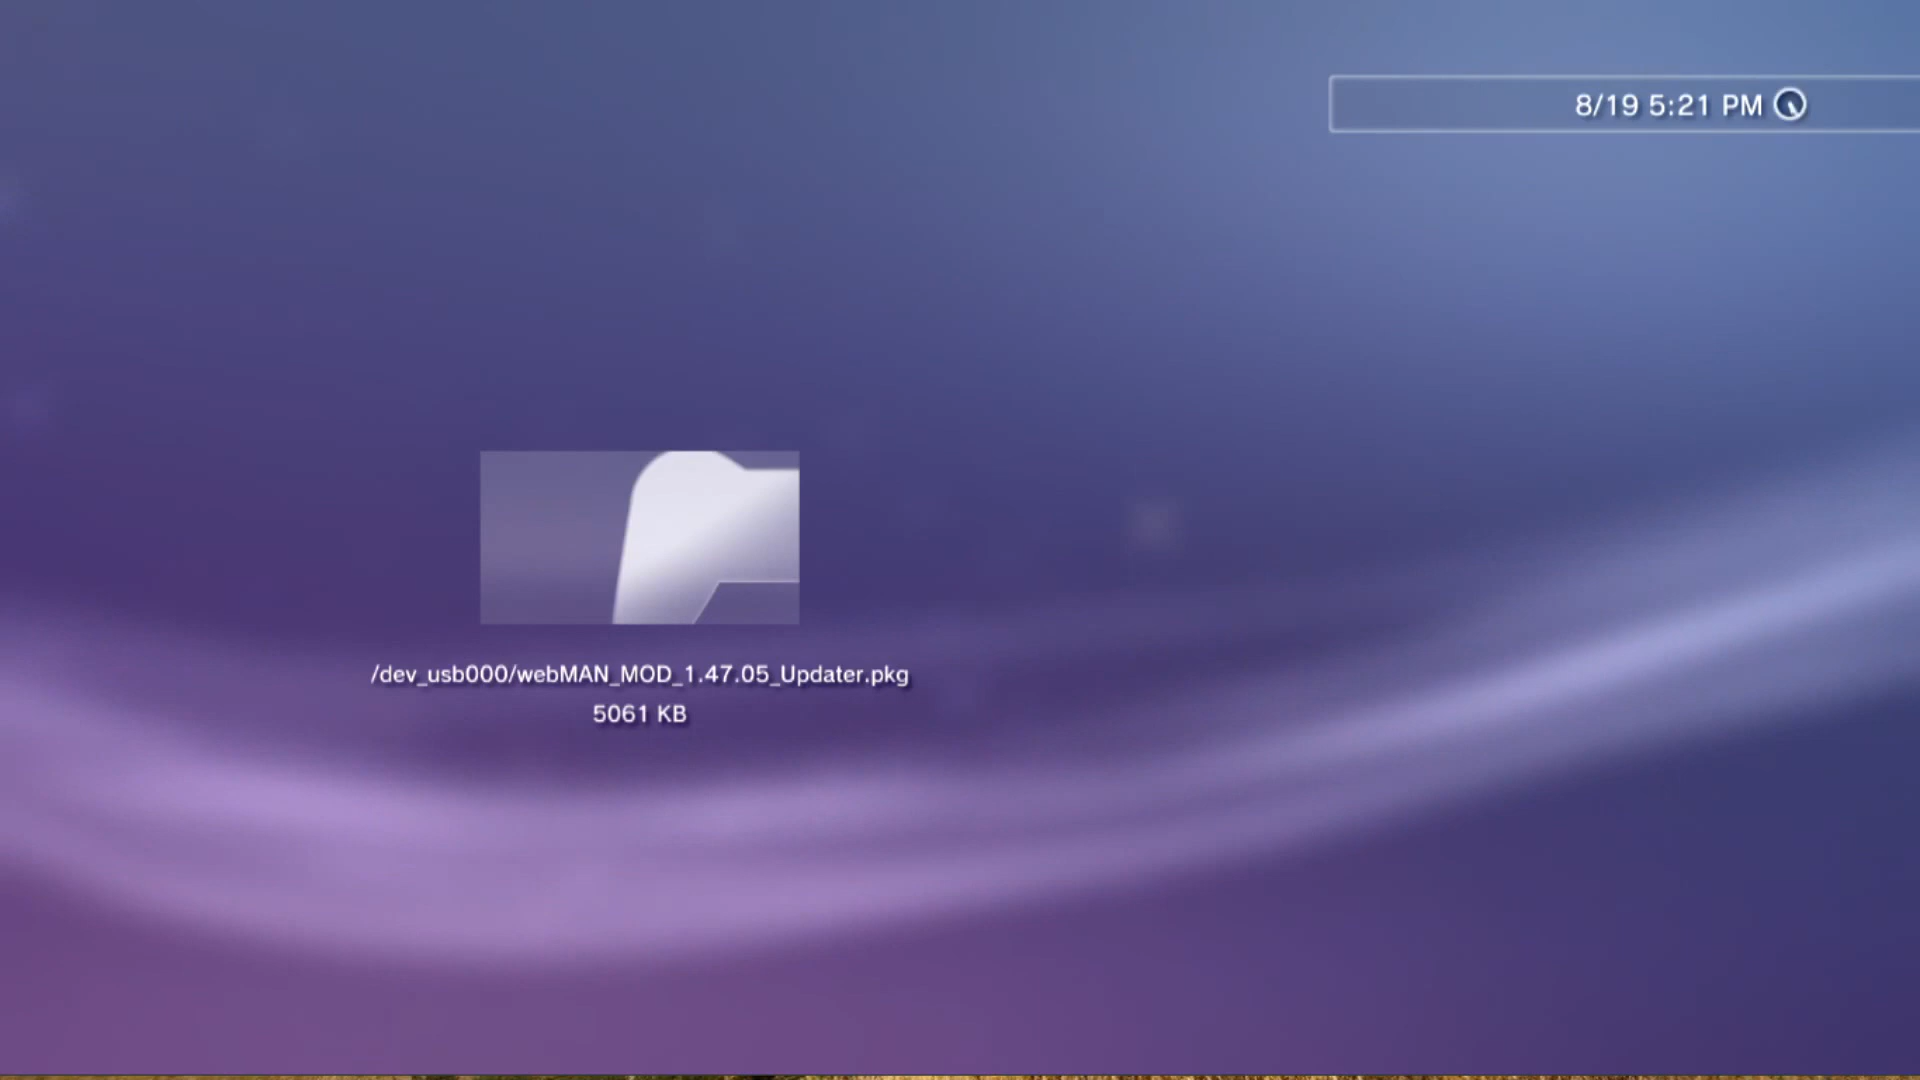 8/19 5:21 PM
/dev_usb000/webMAN_MOD_1.47.05_Updater.pkg
5061 KB